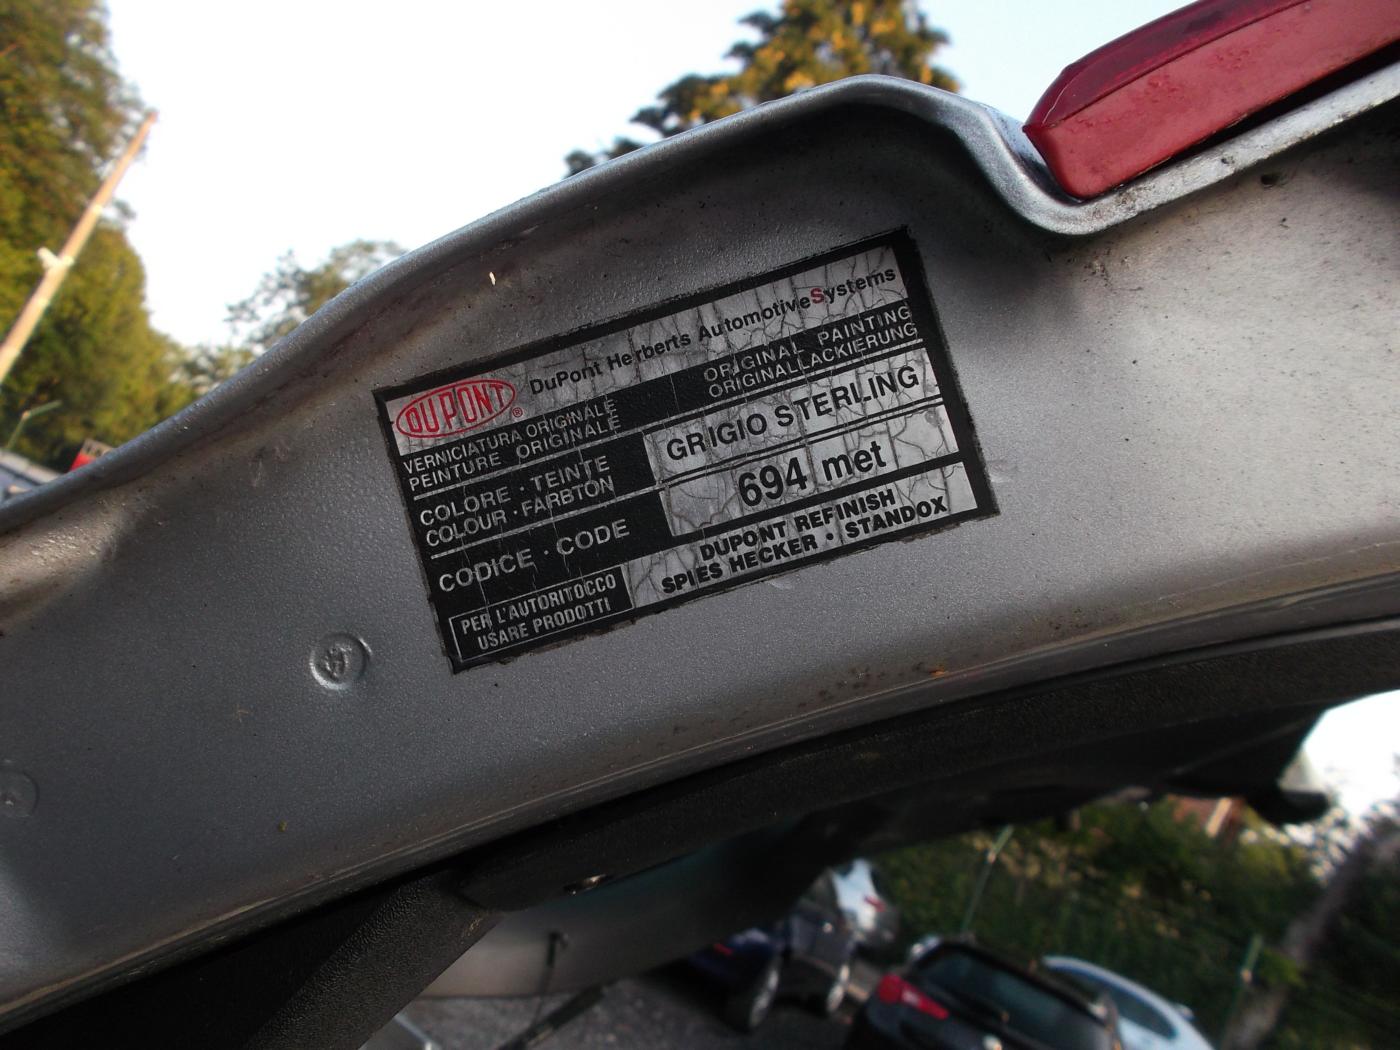 DUPONT ® DuPont Herberts AutomotiveSystems
VERNICIATURA ORIGINALE ORIGINAL PAINTING
PEINTURE ORIGINALE ORIGINALLACKIERUNG
COLORE · TEINTE
COLOUR · FARBTON
GRIGIO STERLING
CODICE · CODE 694 met
PER L'AUTORITOCCO
USARE PRODOTTI
DUPONT REFINISH
SPIES HECKER · STANDOX